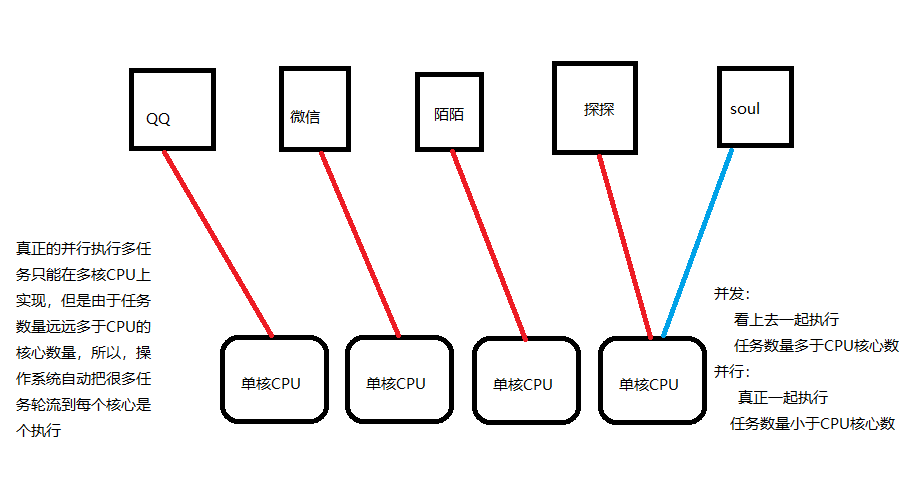 QQ
微信
陌陌
探探
soul
真正的并行执行多任
务只能在多核CPU上
实现，但是由于任务
数量远远多于CPU的
核心数量，所以，操
作系统自动把很多任
务轮流到每个核心是
个执行
单核CPU
单核CPU
单核CPU
单核CPU
并发：
看上去一起执行
任务数量多于CPU核心数
并行：
真正一起执行
任务数量小于CPU核心数